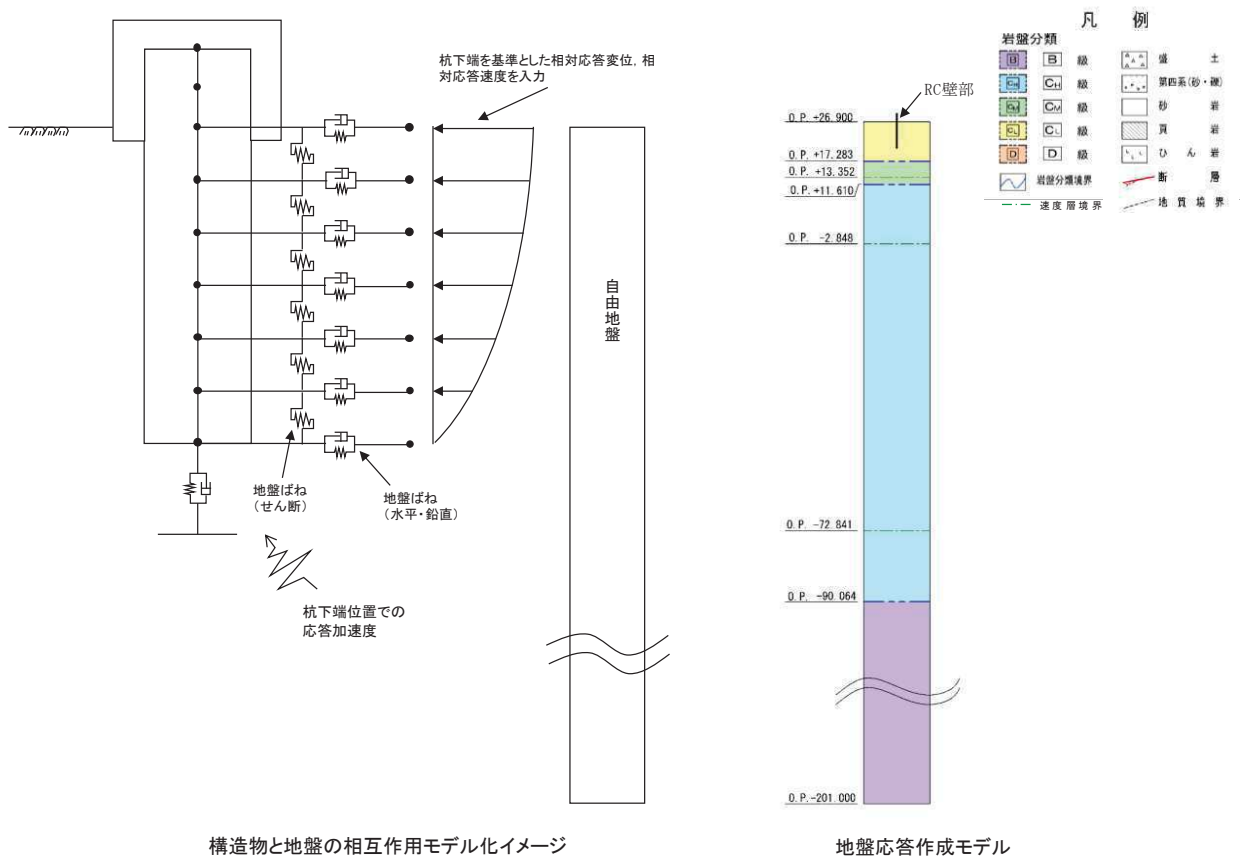 杭下端を基準とした相対応答変位，相
対応答速度を入力
自由地盤
地盤ばね
（せん断）
地盤ばね
（水平・鉛直）
杭下端位置での
応答加速度
構造物と地盤の相互作用モデル化イメージ
RC壁部
O.P. +26.900
O.P. +17.283
O.P. +13.352
O.P. +11.610
O.P. -2.848
O.P. -72.841
O.P. -90.064
O.P. -201.000
地盤応答作成モデル
凡 例
岩盤分類
B B 級
CH CH 級
CM CM 級
CL CL 級
D D 級
岩盤分類境界
速度層境界
盛 土
第四系(砂・礫)
砂 岩
頁 岩
ひ ん 岩
断 層
地 質 境 界